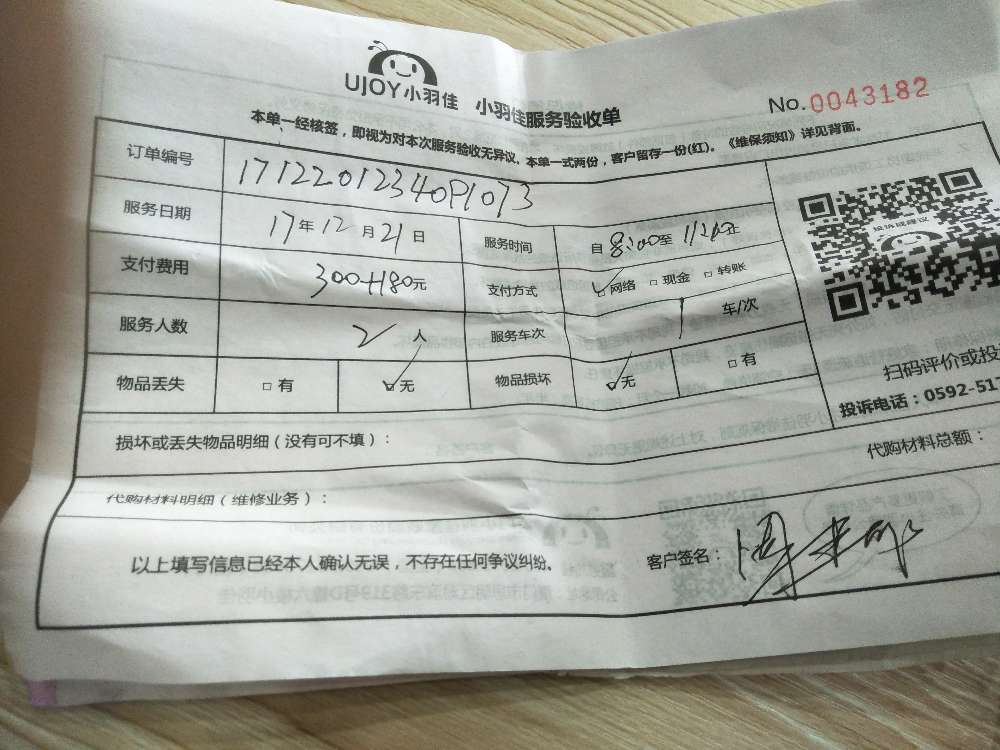 UJOY小羽佳 小羽佳服务验收单 No.0043182
本单一经核签，即视为对本次服务验收无异议、本单一式两份，客户留存一份(红)。《维保须知》详见背面。
订单编号 1712201234091073
服务日期 17年12月21日 服务时间 自8:00至11:20止
支付费用 300+180元 支付方式 网络 现金 转账
服务人数 2人 服务车次 1 车/次
物品丢失 有 无 物品损坏 无 有
投诉或建议
扫码评价或投
投诉电话：0592-517
损坏或丢失物品明细（没有可不填）：
代购材料总额：
代购材料明细（维修业务）：
以上填写信息已经本人确认无误，不存在任何争议纠纷。 客户签名：